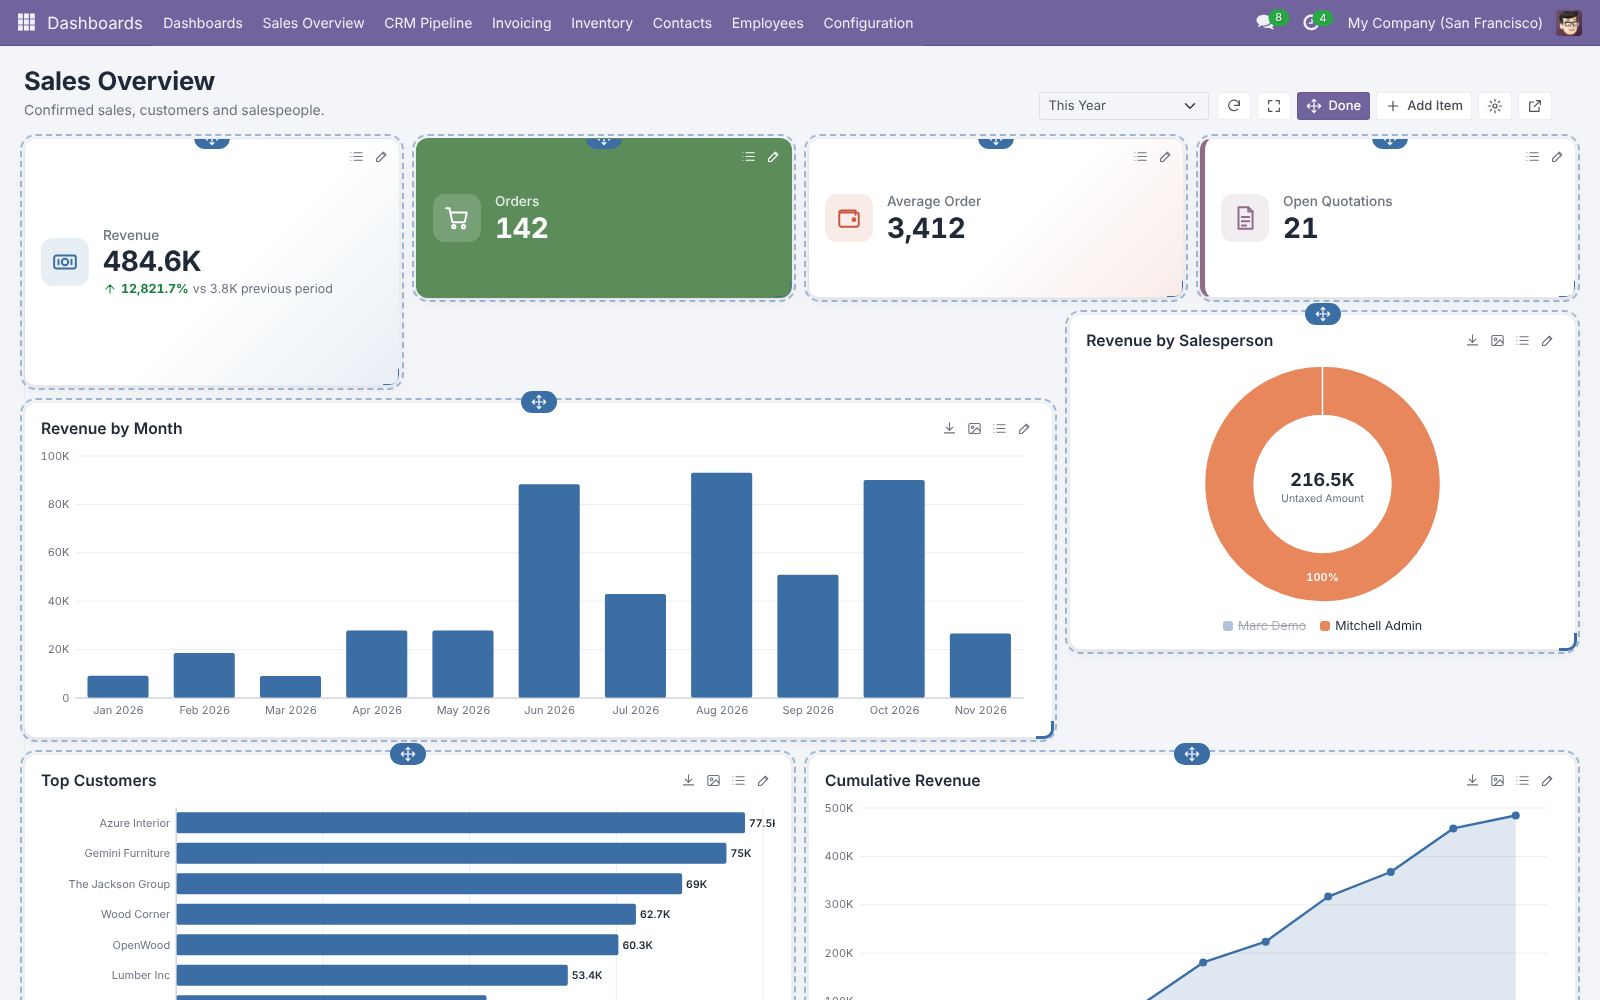 Dashboards Dashboards Sales Overview CRM Pipeline Invoicing Inventory Contacts Employees Configuration 8 4 My Company (San Francisco)
Sales Overview
Confirmed sales, customers and salespeople.
This Year Done Add Item
Revenue
484.6K
12,821.7% vs 3.8K previous period
Orders
142
Average Order
3,412
Open Quotations
21
Revenue by Month
100K
80K
60K
40K
20K
0
Jan 2026 Feb 2026 Mar 2026 Apr 2026 May 2026 Jun 2026 Jul 2026 Aug 2026 Sep 2026 Oct 2026 Nov 2026
Revenue by Salesperson
216.5K
Untaxed Amount
100%
Marc Demo Mitchell Admin
Top Customers
Azure Interior 77.5
Gemini Furniture 75K
The Jackson Group 69K
Wood Corner 62.7K
OpenWood 60.3K
Lumber Inc 53.4K
Cumulative Revenue
500K
400K
300K
200K